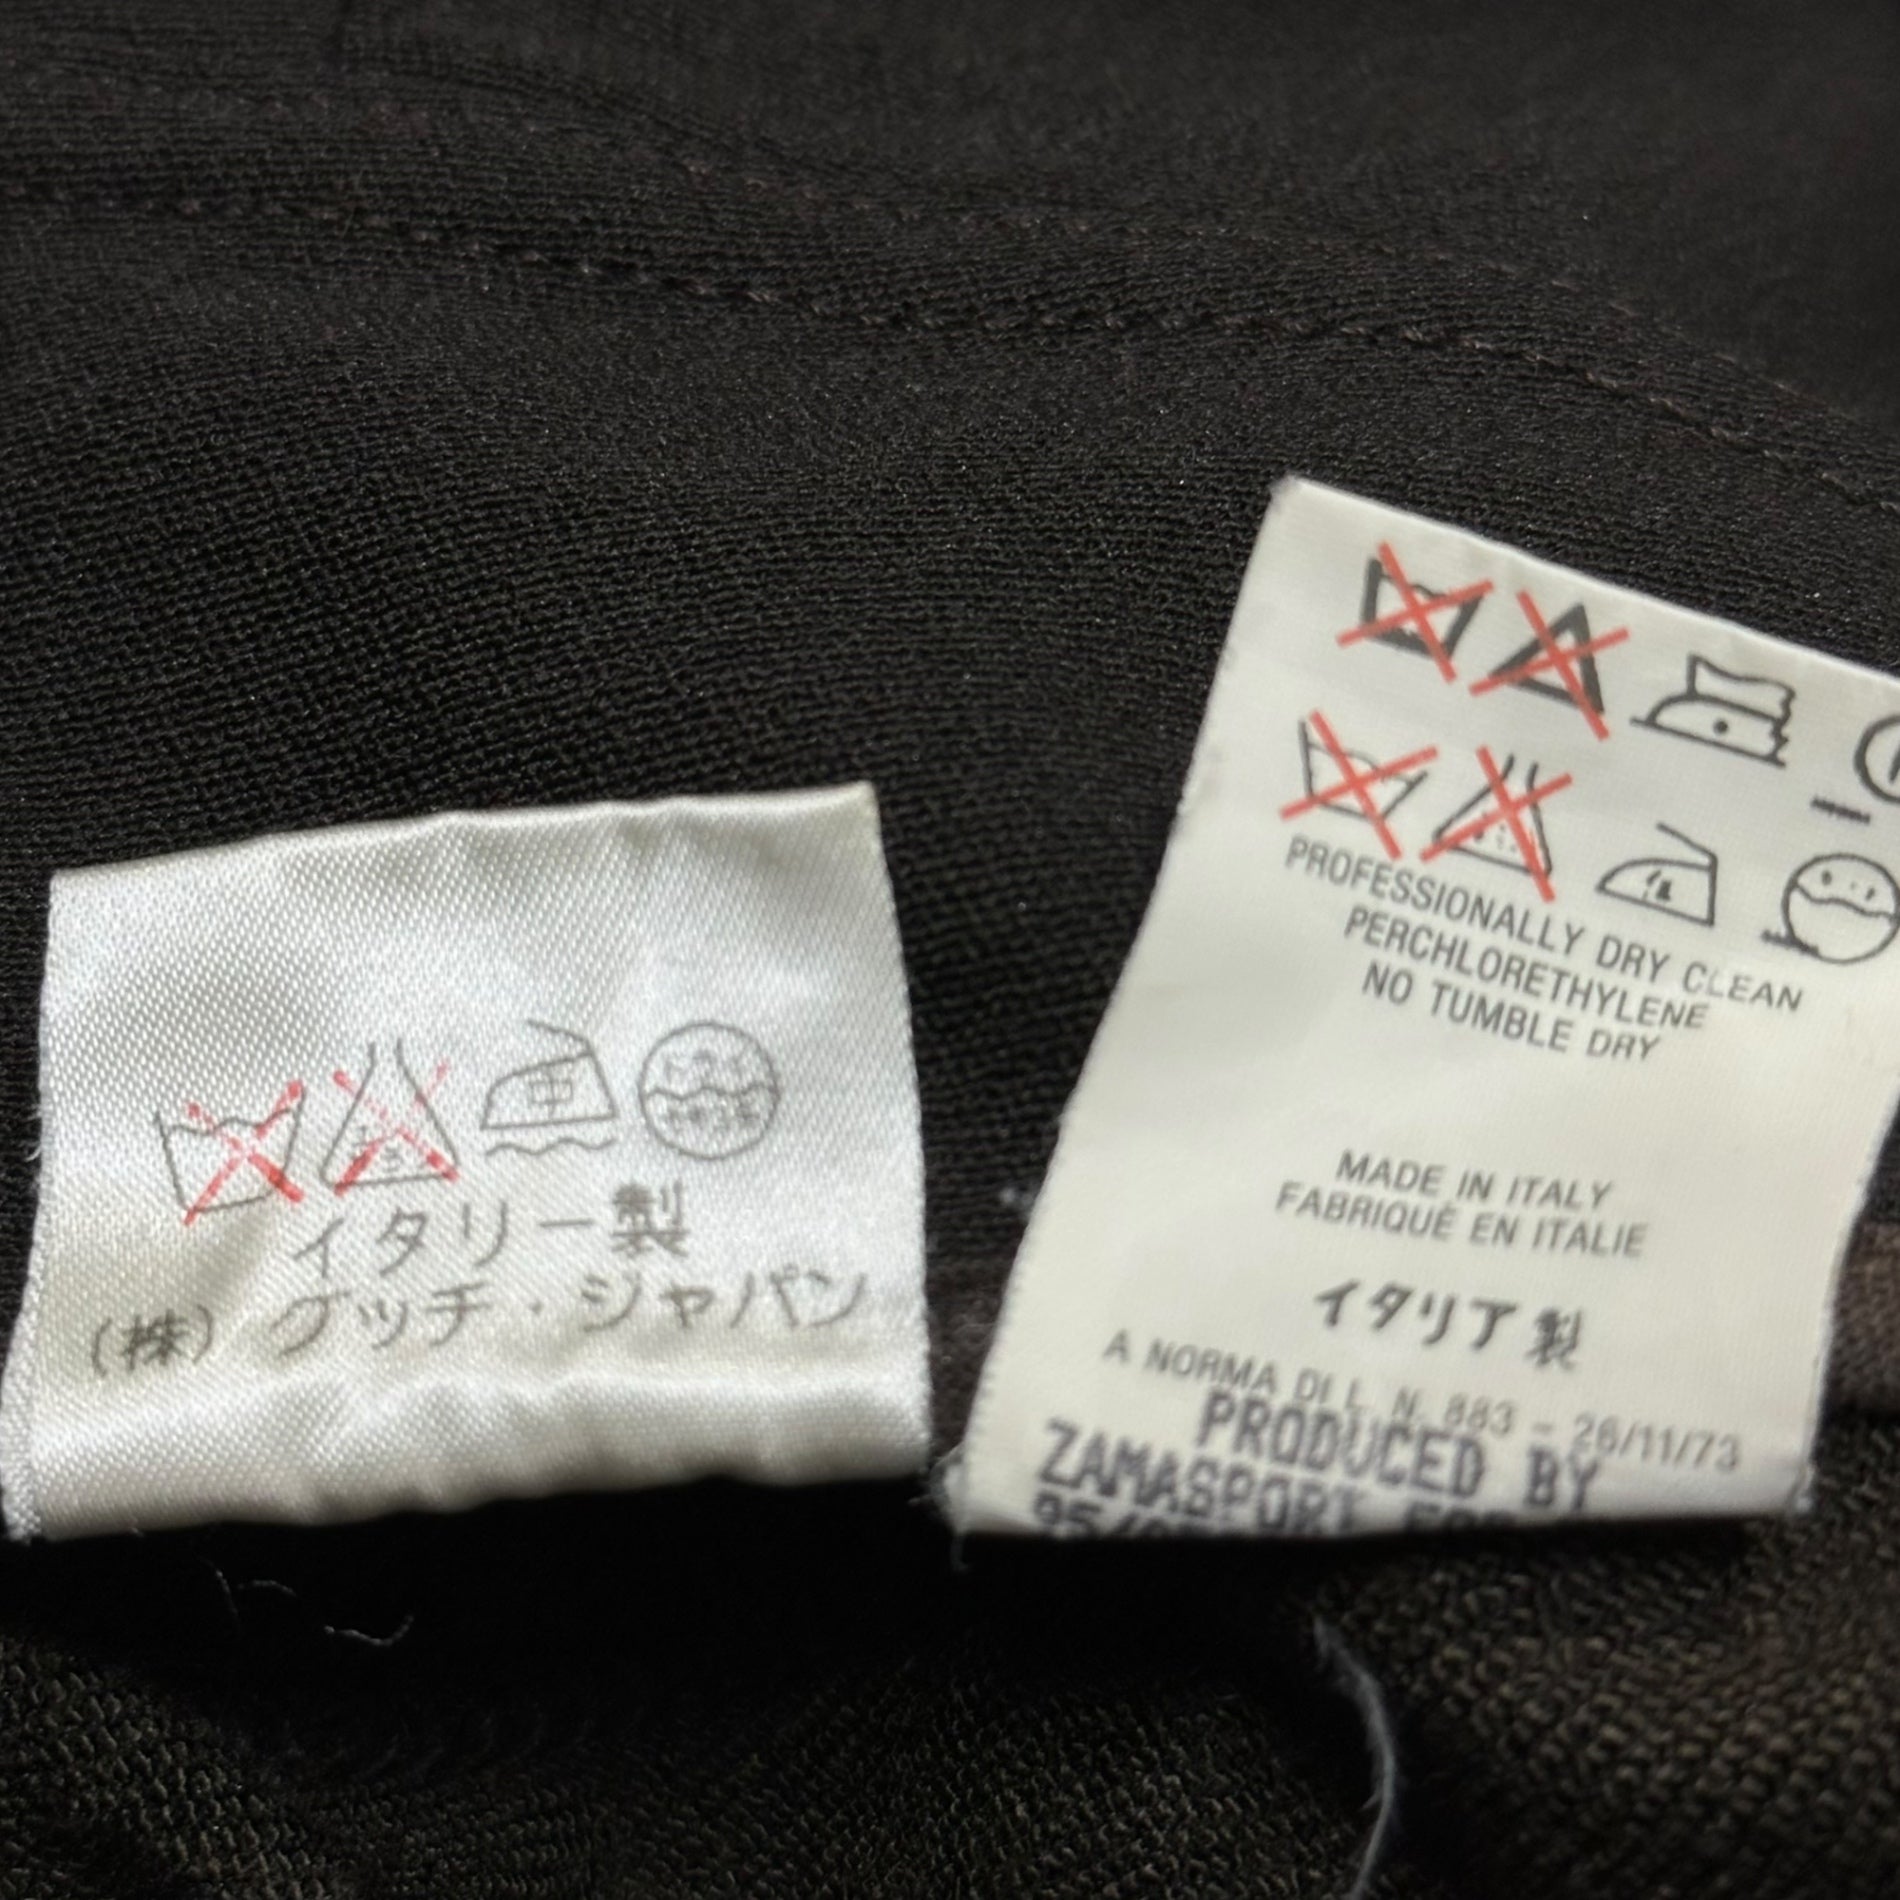 イタリー製
(株) グッチ・ジャパン
PROFESSIONALLY DRY CLEAN
PERCHLORETHYLENE
NO TUMBLE DRY
MADE IN ITALY
FABRIQUÉ EN ITALIE
イタリア製
A NORMA DI L. N. 883 - 26/11/73
PRODUCED BY
ZAMASPORT